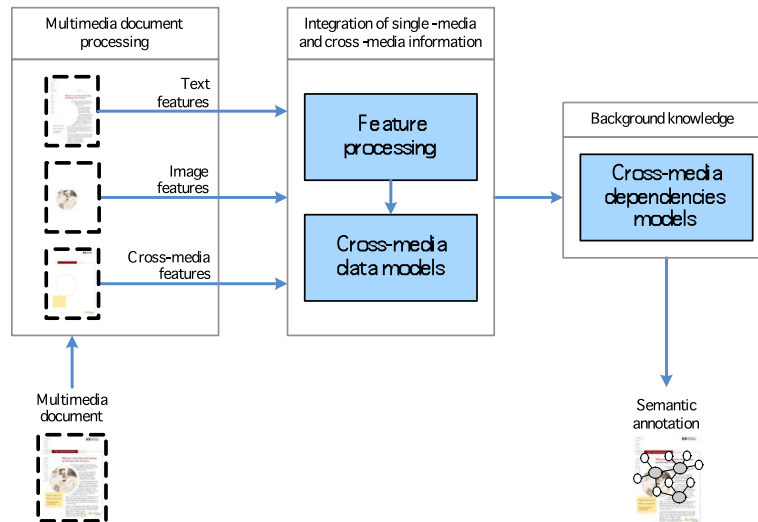 Multimedia document
processing
Text
features
Image
features
Cross-media
features
Multimedia
document
Integration of single -media
and cross -media information
Feature
processing
Cross-media
data models
Background knowledge
Cross-media
dependencies
models
Semantic
annotation